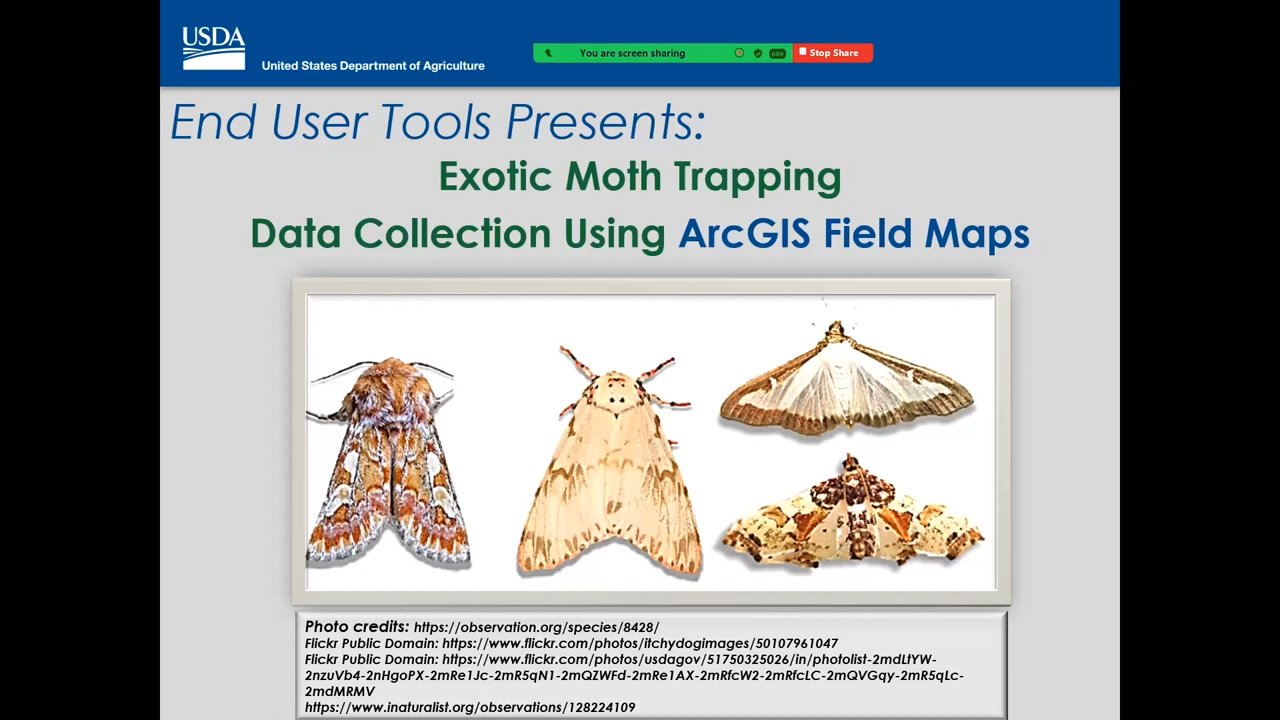 USDA
United States Department of Agriculture
You are screen sharing
GOV
Stop Share
End User Tools Presents:
Exotic Moth Trapping
Data Collection Using ArcGIS Field Maps
Photo credits: https://observation.org/species/8428/
Flickr Public Domain: https://www.flickr.com/photos/itchydogimages/50107961047
Flickr Public Domain: https://www.flickr.com/photos/usdagov/51750325026/in/photolist-2mdLtYW-
2nzuVb4-2nHgoPX-2mRe1Jc-2mR5qN1-2mQZWFd-2mRe1AX-2mRfcW2-2mRfcLC-2mQVGqy-2mR5qLc-
2mdMRMV
https://www.inaturalist.org/observations/128224109